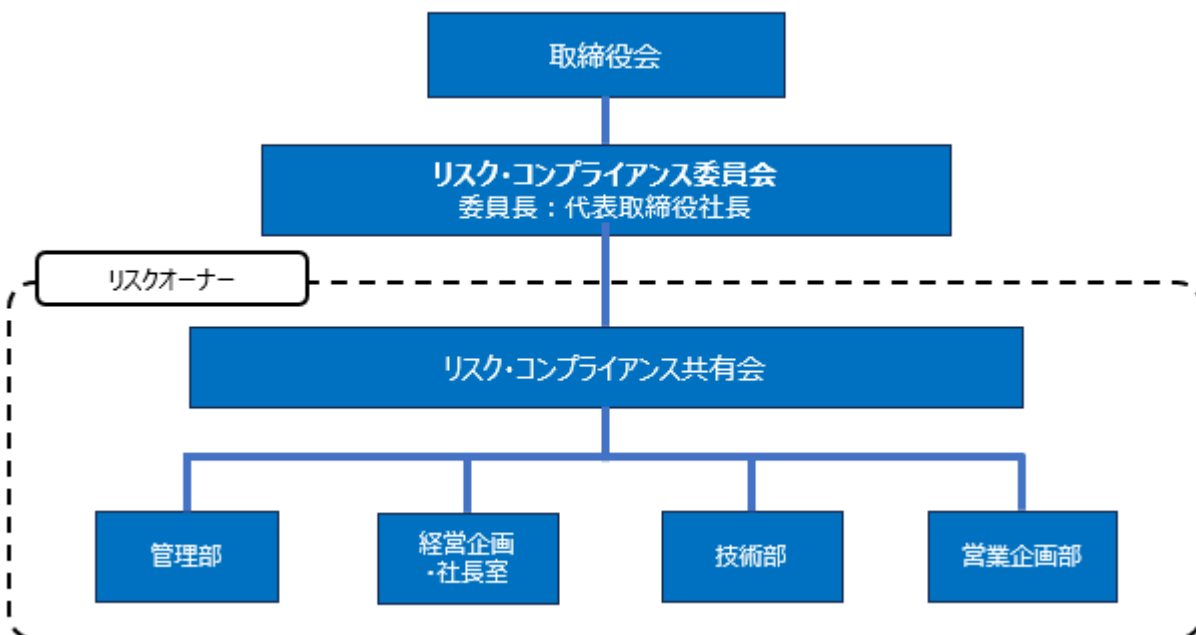 取締役会
リスク・コンプライアンス委員会
委員長：代表取締役社長
リスクオーナー
リスク・コンプライアンス共有会
管理部
経営企画
・社長室
技術部
営業企画部